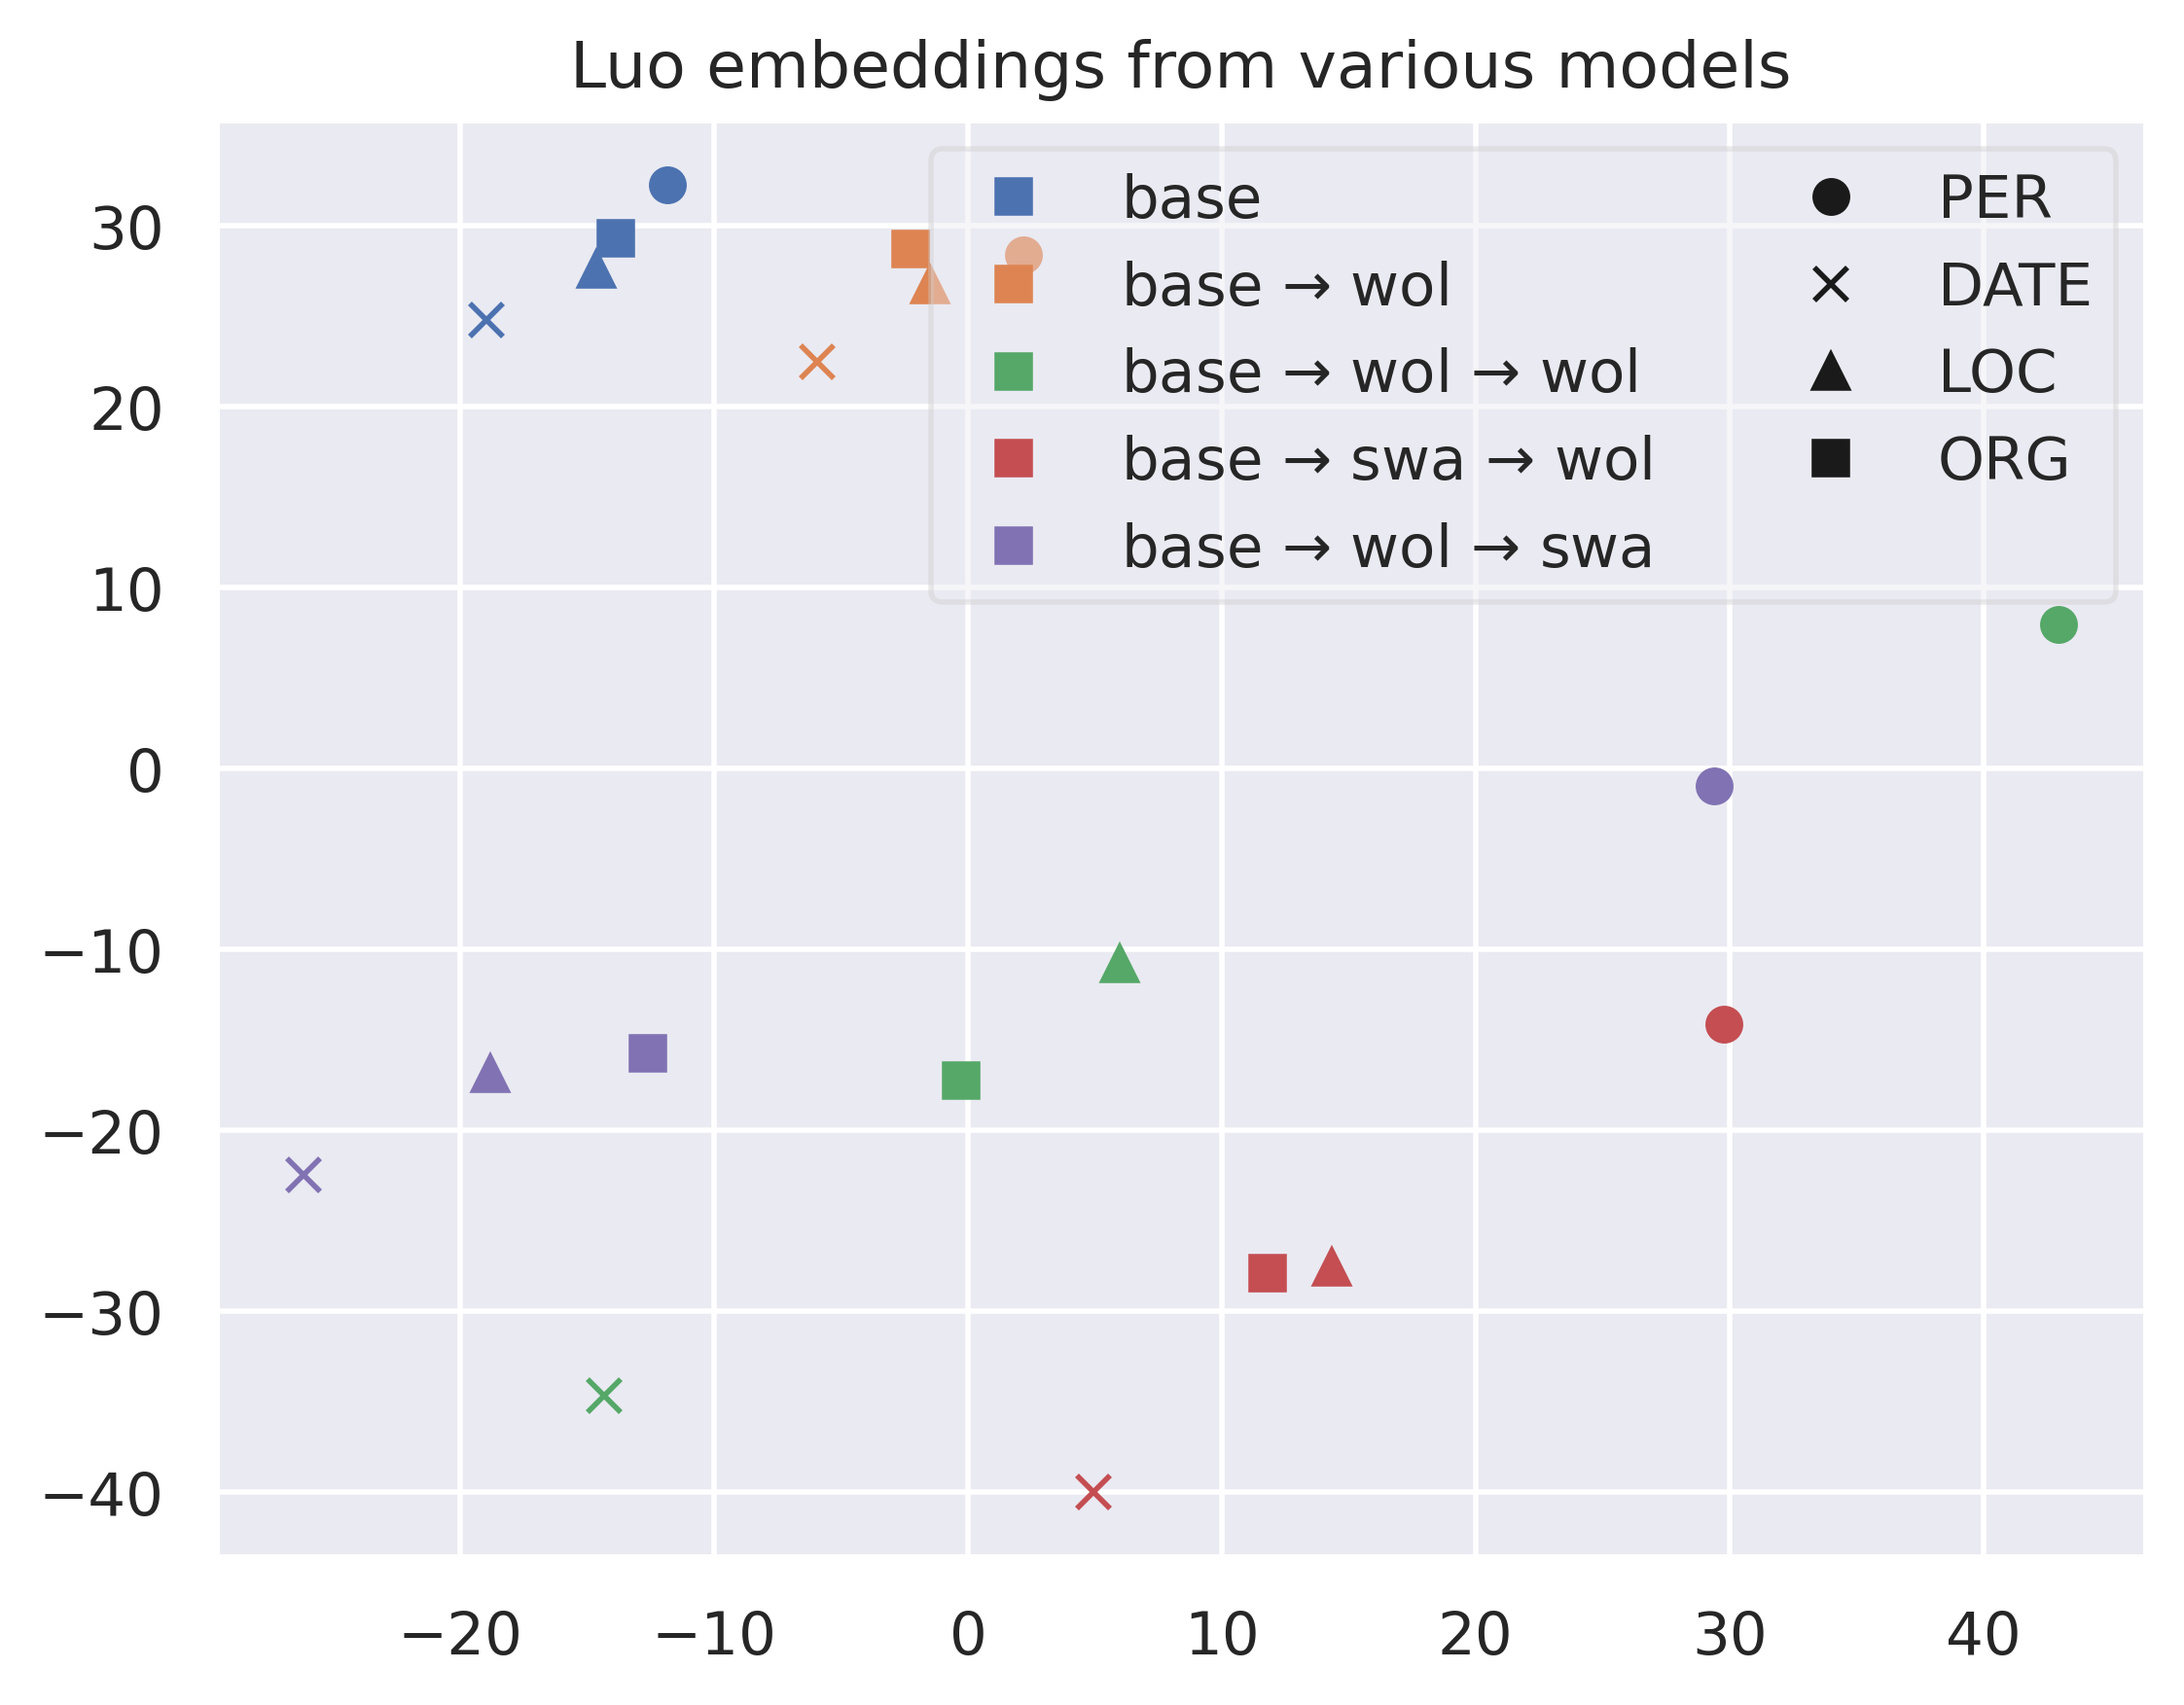 Luo embeddings from various models
base
base → wol
base → wol → wol
base → swa → wol
base → wol → swa
PER
DATE
LOC
ORG
30
20
10
0
−10
−20
−30
−40
−20 −10 0 10 20 30 40